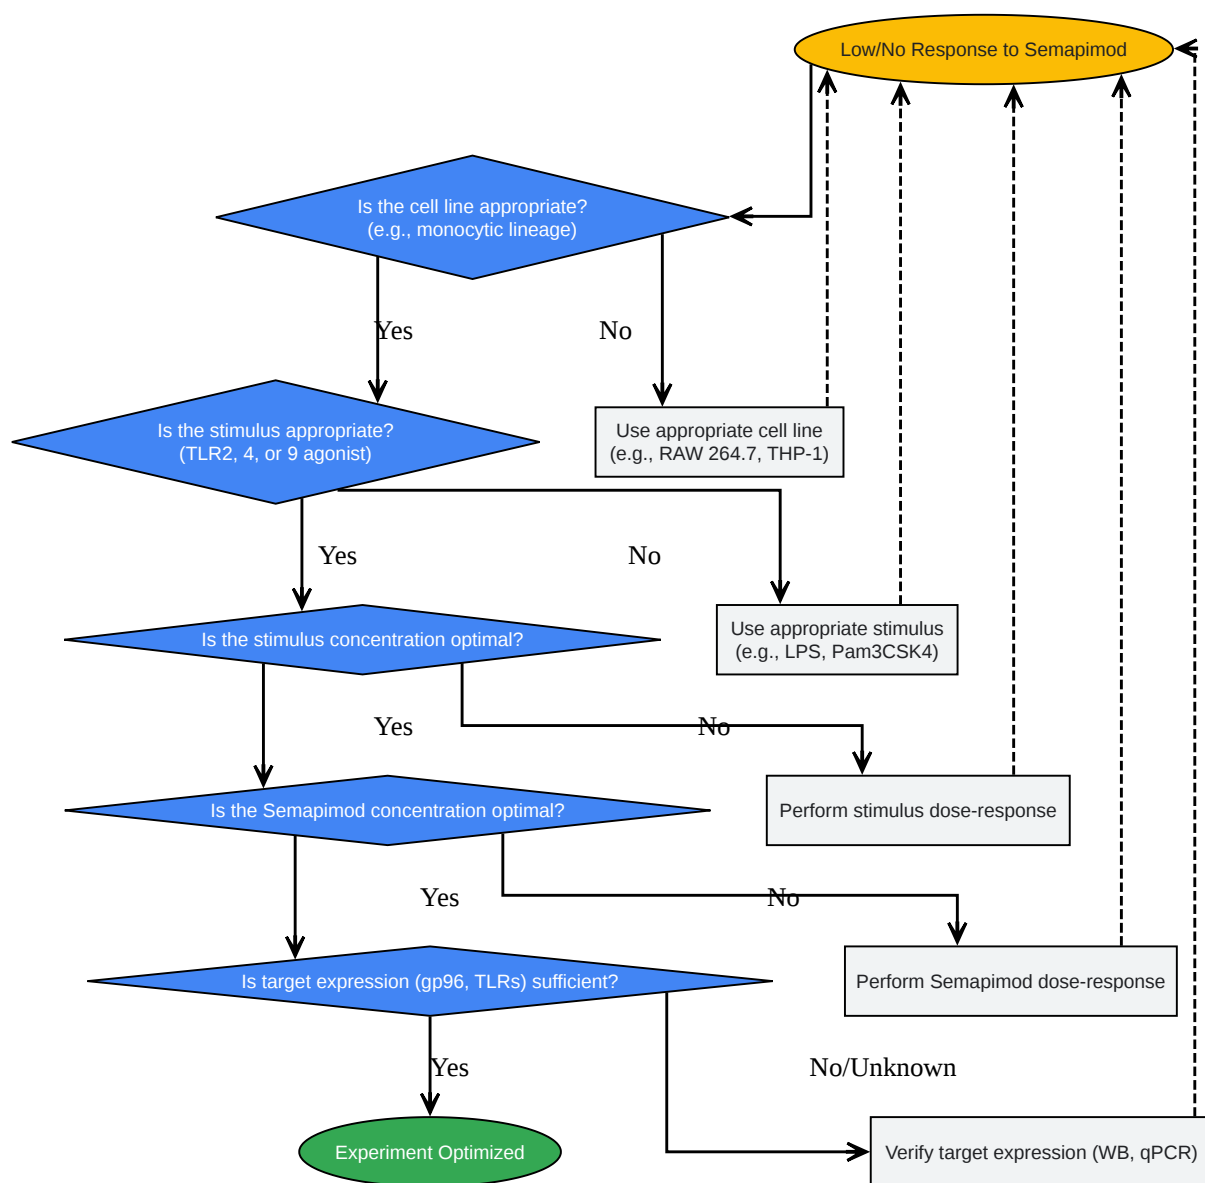 Low/No Response to Semapimod
Is the cell line appropriate?
(e.g., monocytic lineage)
Yes
No
Is the stimulus appropriate?
(TLR2, 4, or 9 agonist)
Use appropriate cell line
(e.g., RAW 264.7, THP-1)
Yes
No
Is the stimulus concentration optimal?
Use appropriate stimulus
(e.g., LPS, Pam3CSK4)
Yes
No
Is the Semapimod concentration optimal?
Perform stimulus dose-response
Yes
No
Is target expression (gp96, TLRs) sufficient?
Perform Semapimod dose-response
Yes
No/Unknown
Experiment Optimized
Verify target expression (WB, qPCR)